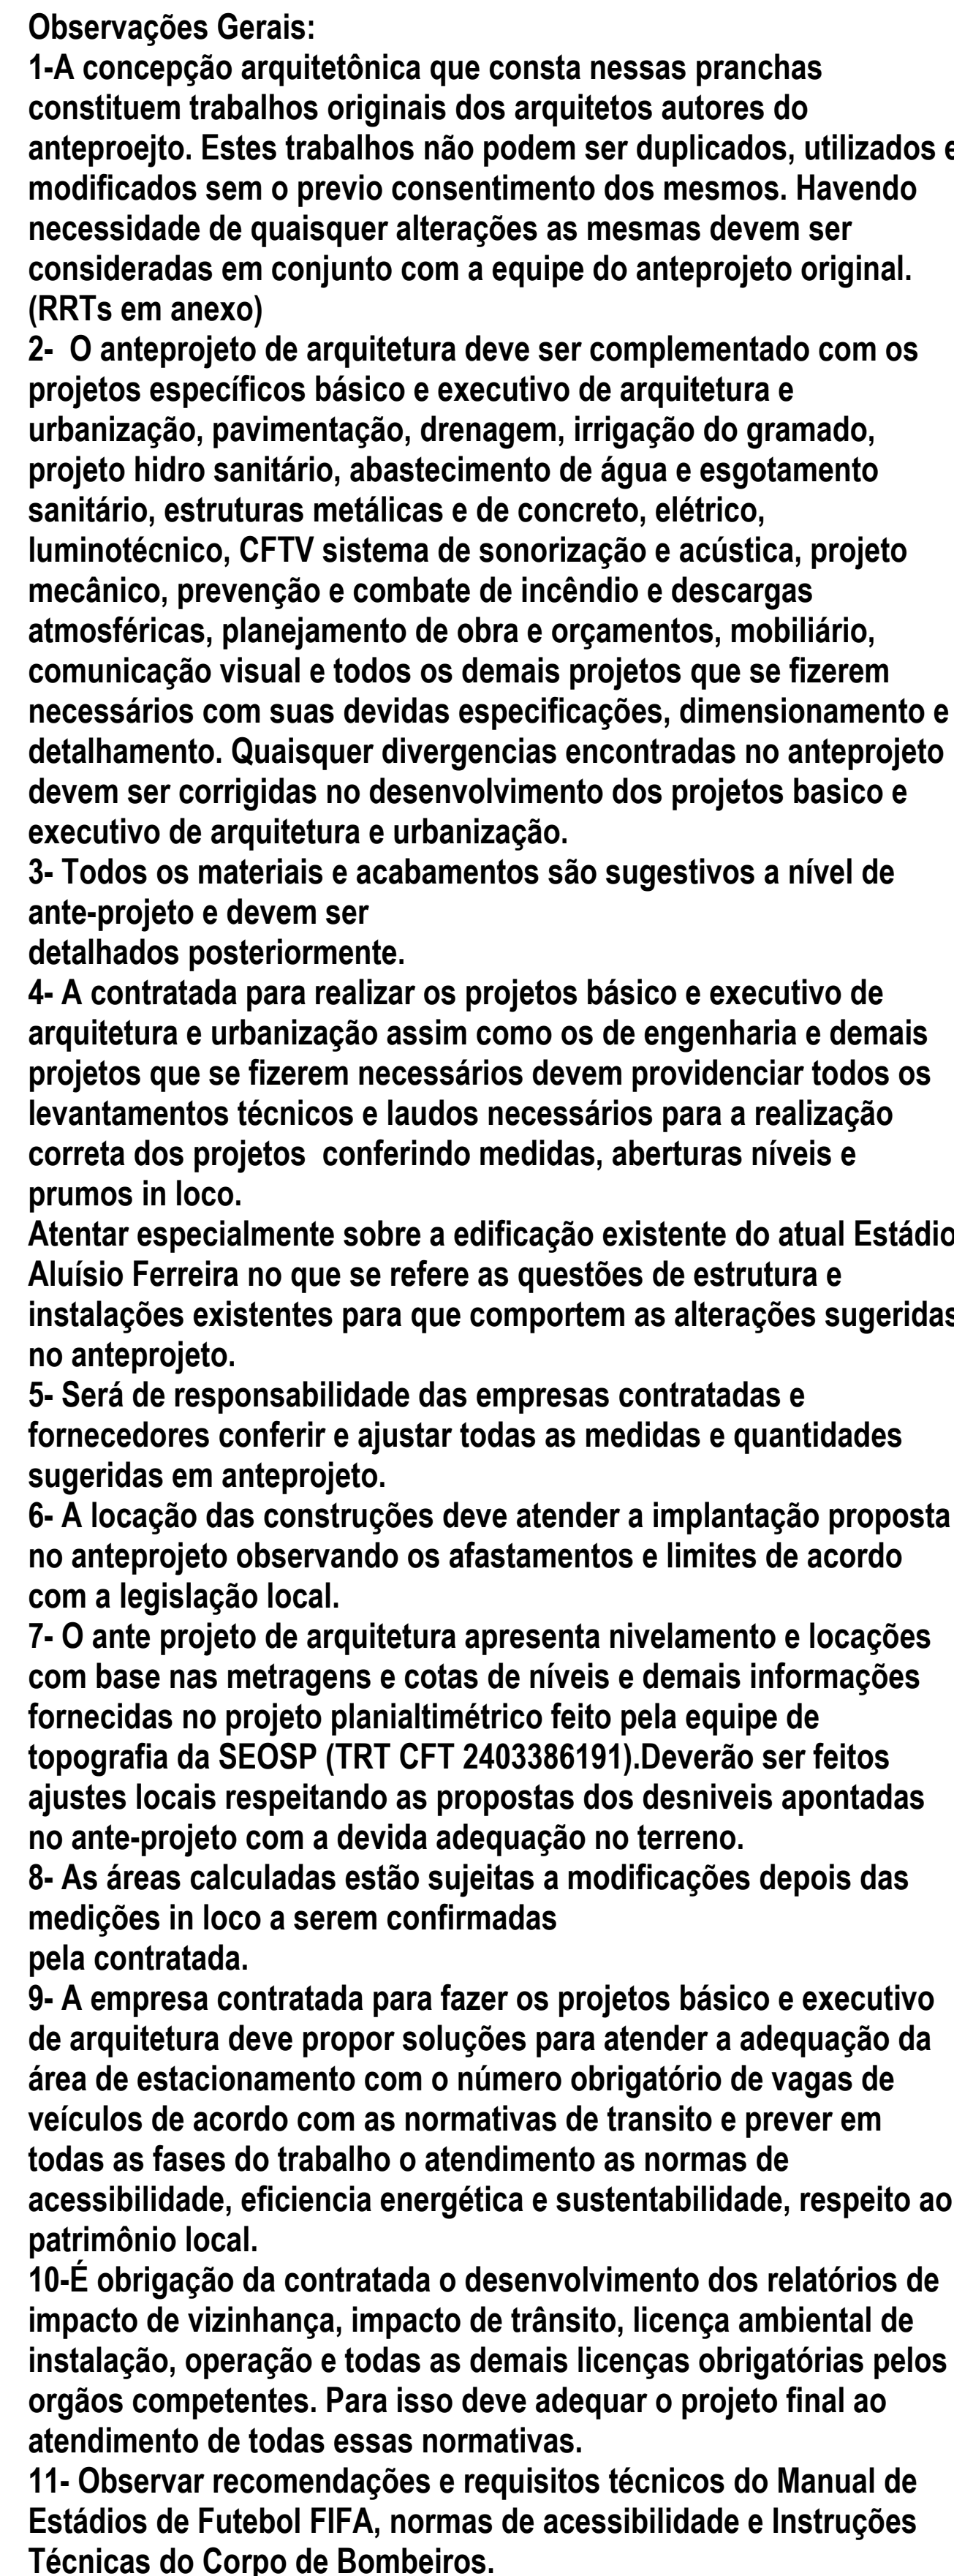 Observações Gerais:
1-A concepção arquitetônica que consta nessas pranchas
constituem trabalhos originais dos arquitetos autores do
anteproejto. Estes trabalhos não podem ser duplicados, utilizados e
modificados sem o previo consentimento dos mesmos. Havendo
necessidade de quaisquer alterações as mesmas devem ser
consideradas em conjunto com a equipe do anteprojeto original.
(RRTs em anexo)
2-  O anteprojeto de arquitetura deve ser complementado com os
projetos específicos básico e executivo de arquitetura e
urbanização, pavimentação, drenagem, irrigação do gramado,
projeto hidro sanitário, abastecimento de água e esgotamento
sanitário, estruturas metálicas e de concreto, elétrico,
luminotécnico, CFTV sistema de sonorização e acústica, projeto
mecânico, prevenção e combate de incêndio e descargas
atmosféricas, planejamento de obra e orçamentos, mobiliário,
comunicação visual e todos os demais projetos que se fizerem
necessários com suas devidas especificações, dimensionamento e
detalhamento. Quaisquer divergencias encontradas no anteprojeto
devem ser corrigidas no desenvolvimento dos projetos basico e
executivo de arquitetura e urbanização.
3- Todos os materiais e acabamentos são sugestivos a nível de
ante-projeto e devem ser
detalhados posteriormente.
4- A contratada para realizar os projetos básico e executivo de
arquitetura e urbanização assim como os de engenharia e demais
projetos que se fizerem necessários devem providenciar todos os
levantamentos técnicos e laudos necessários para a realização
correta dos projetos  conferindo medidas, aberturas níveis e
prumos in loco.
Atentar especialmente sobre a edificação existente do atual Estádio
Aluísio Ferreira no que se refere as questões de estrutura e
instalações existentes para que comportem as alterações sugeridas
no anteprojeto.
5- Será de responsabilidade das empresas contratadas e
fornecedores conferir e ajustar todas as medidas e quantidades
sugeridas em anteprojeto.
6- A locação das construções deve atender a implantação proposta
no anteprojeto observando os afastamentos e limites de acordo
com a legislação local.
7- O ante projeto de arquitetura apresenta nivelamento e locações
com base nas metragens e cotas de níveis e demais informações
fornecidas no projeto planialtimétrico feito pela equipe de
topografia da SEOSP (TRT CFT 2403386191).Deverão ser feitos
ajustes locais respeitando as propostas dos desniveis apontadas
no ante-projeto com a devida adequação no terreno.
8- As áreas calculadas estão sujeitas a modificações depois das
medições in loco a serem confirmadas
pela contratada.
9- A empresa contratada para fazer os projetos básico e executivo
de arquitetura deve propor soluções para atender a adequação da
área de estacionamento com o número obrigatório de vagas de
veículos de acordo com as normativas de transito e prever em
todas as fases do trabalho o atendimento as normas de
acessibilidade, eficiencia energética e sustentabilidade, respeito ao
patrimônio local.
10-É obrigação da contratada o desenvolvimento dos relatórios de
impacto de vizinhança, impacto de trânsito, licença ambiental de
instalação, operação e todas as demais licenças obrigatórias pelos
orgãos competentes. Para isso deve adequar o projeto final ao
atendimento de todas essas normativas.
11- Observar recomendações e requisitos técnicos do Manual de
Estádios de Futebol FIFA, normas de acessibilidade e Instruções
Técnicas do Corpo de Bombeiros.